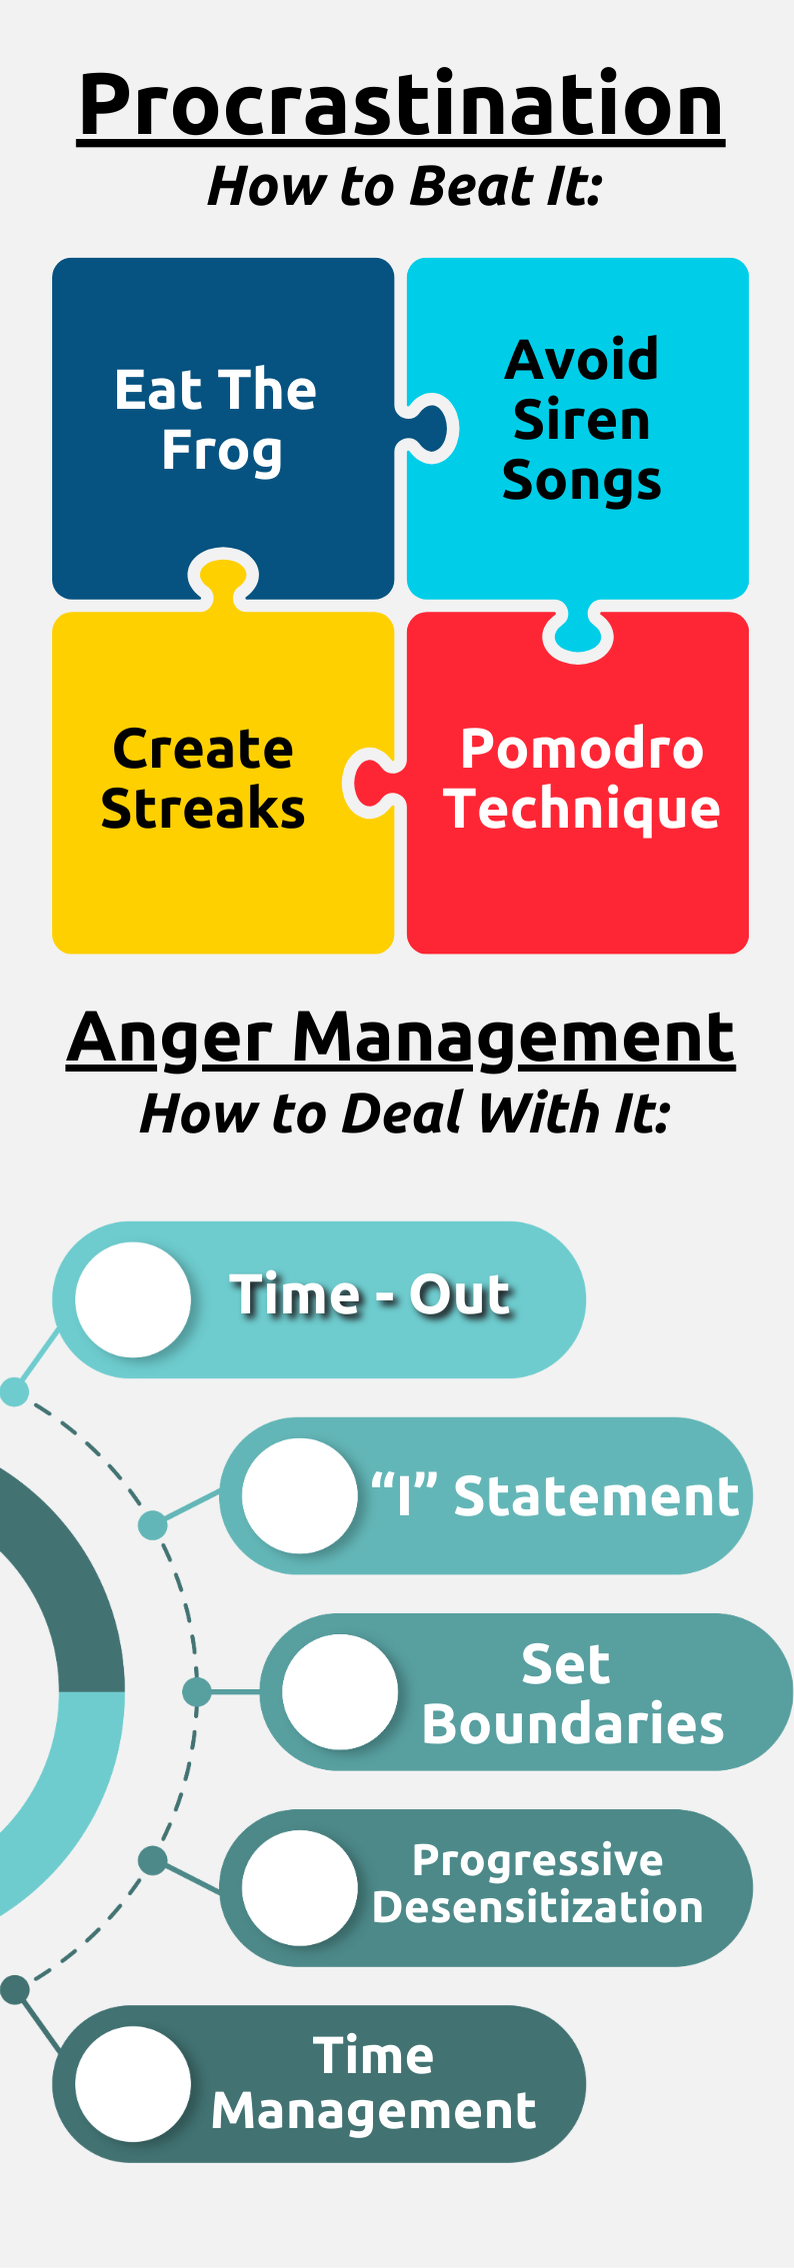 Procrastination
How to Beat It:
Eat The
Frog
Avoid
Siren
Songs
Create
Streaks
Pomodro
Technique
Anger Management
How to Deal With It:
Time - Out
“I” Statement
Set
Boundaries
Progressive
Desensitization
Time
Management